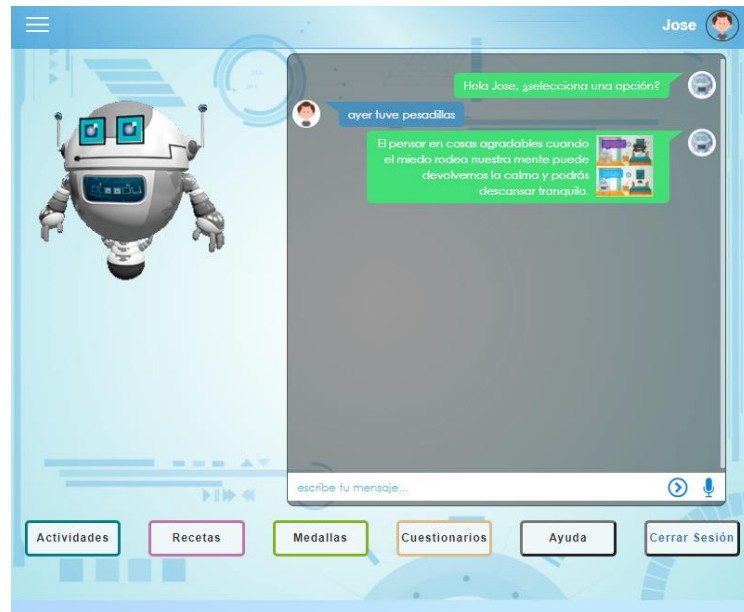 Jose
Hola Jose, ¿selecciona una opción?
ayer tuve pesadillas
El pensar en cosas agradables cuando
el miedo rodea nuestra mente puede
devolvernos la calma y podrás
descansar tranquilo.
escribe tu mensaje...
Actividades
Recetas
Medallas
Cuestionarios
Ayuda
Cerrar Sesión